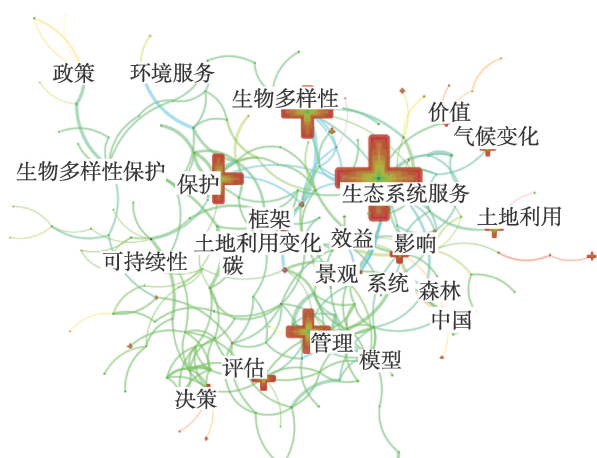 政策
环境服务
生物多样性
价值
气候变化
生物多样性保护
保护
生态系统服务
框架
土地利用
土地利用变化
效益
影响
可持续性
碳
景观
系统
森林
中国
管理
模型
评估
决策